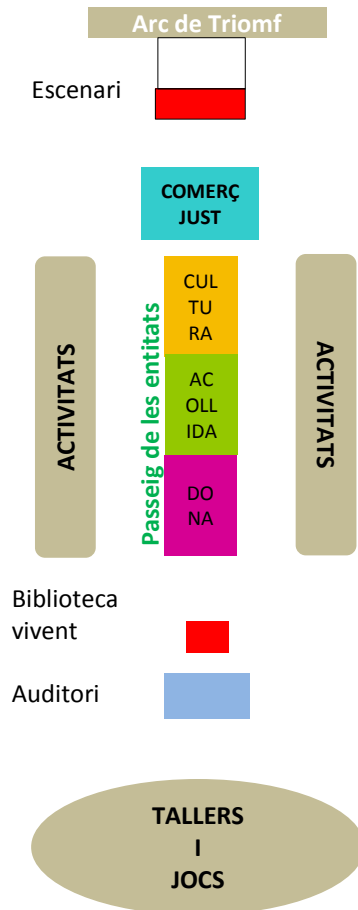 Arc de Triomf
Escenari
COMERÇ
JUST
ACTIVITATS
Passeig de les entitats
CUL
TU
RA
AC
OLL
IDA
DO
NA
ACTIVITATS
Biblioteca
vivent
Auditori
TALLERS
I
JOCS